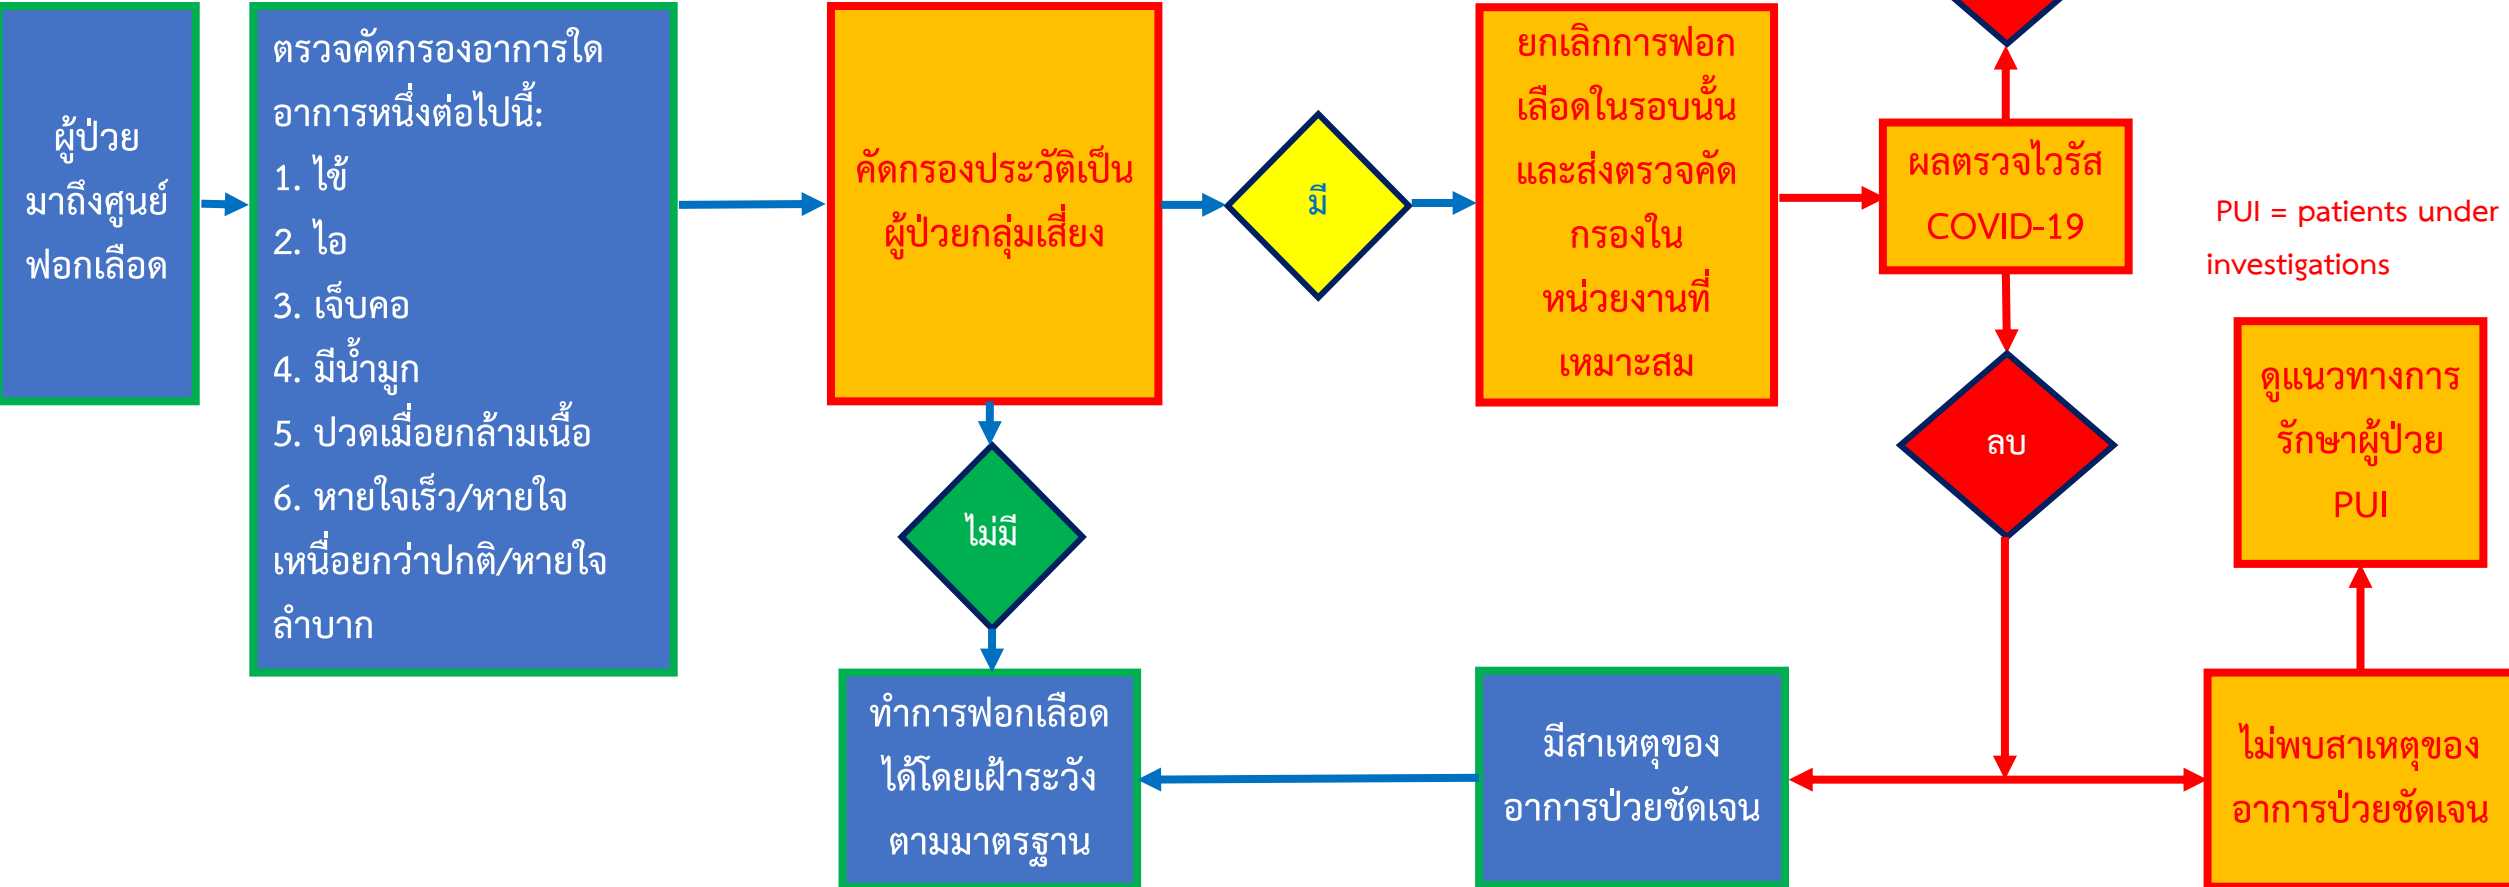 ผู้ป่วย
มาถึงศูนย์
ฟอกเลือด
ตรวจคัดกรองอาการใด
อาการหนึ่งต่อไปนี้:
1. ไข้
2. ไอ
3. เจ็บคอ
4. มีน้ำมูก
5. ปวดเมื่อยกล้ามเนื้อ
6. หายใจเร็ว/หายใจ
เหนื่อยกว่าปกติ/หายใจ
ลำบาก
คัดกรองประวัติเป็น
ผู้ป่วยกลุ่มเสี่ยง
มี
ไม่มี
ยกเลิกการฟอก
เลือดในรอบนั้น
และส่งตรวจคัด
กรองใน
หน่วยงานที่
เหมาะสม
ผลตรวจไวรัส
COVID-19
PUI = patients under
investigations
ลบ
ดูแนวทางการ
รักษาผู้ป่วย
PUI
ทำการฟอกเลือด
ได้โดยเฝ้าระวัง
ตามมาตรฐาน
มีสาเหตุของ
อาการป่วยชัดเจน
ไม่พบสาเหตุของ
อาการป่วยชัดเจน